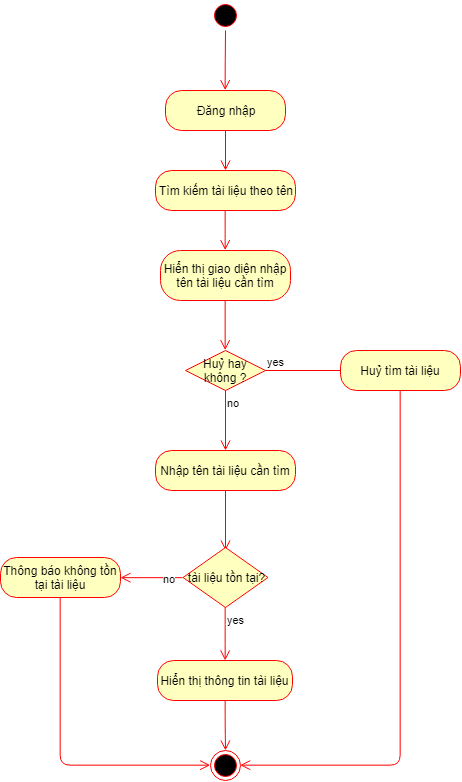 Đăng nhập
Tìm kiếm tài liệu theo tên
Hiển thị giao diện nhập
tên tài liệu cần tìm
Huỷ hay
không ?
yes
Huỷ tìm tài liệu
no
Nhập tên tài liệu cần tìm
tài liệu tồn tại?
no
Thông báo không tồn
tại tài liệu
yes
Hiển thị thông tin tài liệu